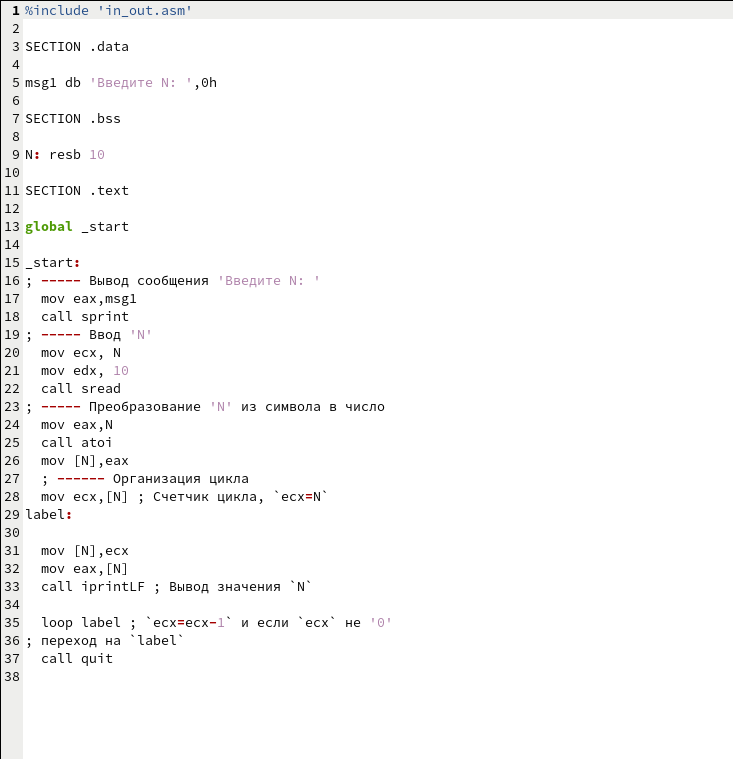 1 %include 'in_out.asm'
2
3 SECTION .data
4
5 msg1 db 'Введите N: ',0h
6
7 SECTION .bss
8
9 N: resb 10
10
11 SECTION .text
12
13 global _start
14
15 _start:
16 ; ----- Вывод сообщения 'Введите N: '
17   mov eax,msg1
18   call sprint
19 ; ----- Ввод 'N'
20   mov ecx, N
21   mov edx, 10
22   call sread
23 ; ----- Преобразование 'N' из символа в число
24   mov eax,N
25   call atoi
26   mov [N],eax
27   ; ------ Организация цикла
28   mov ecx,[N] ; Счетчик цикла, `ecx=N`
29 label:
30
31   mov [N],ecx
32   mov eax,[N]
33   call iprintLF ; Вывод значения `N`
34
35   loop label ; `ecx=ecx-1` и если `ecx` не '0'
36 ; переход на `label`
37   call quit
38